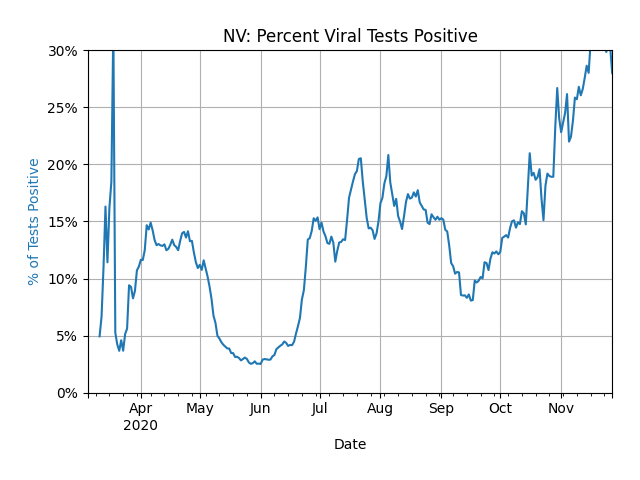 NV: Percent Viral Tests Positive
30%
25%
20%
15%
10%
5%
0%
% of Tests Positive
Apr May Jun Jul Aug Sep Oct Nov
2020
Date